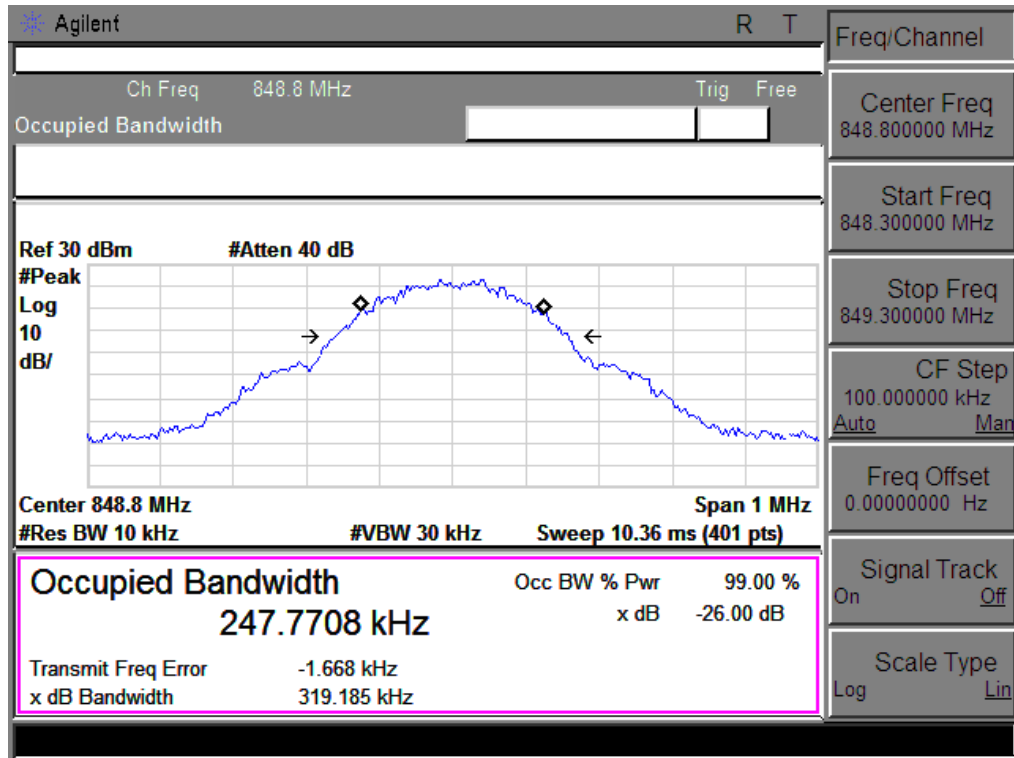 Agilent R T
Ch Freq 848.8 MHz Trig Free
Occupied Bandwidth
Ref 30 dBm #Atten 40 dB
#Peak
Log
10
dB/
Center 848.8 MHz Span 1 MHz
#Res BW 10 kHz #VBW 30 kHz Sweep 10.36 ms (401 pts)
Occupied Bandwidth Occ BW % Pwr 99.00 %
247.7708 kHz x dB -26.00 dB
Transmit Freq Error -1.668 kHz
x dB Bandwidth 319.185 kHz
Freq/Channel
Center Freq
848.800000 MHz
Start Freq
848.300000 MHz
Stop Freq
849.300000 MHz
CF Step
100.000000 kHz
Auto Man
Freq Offset
0.00000000 Hz
Signal Track
On Off
Scale Type
Log Lin